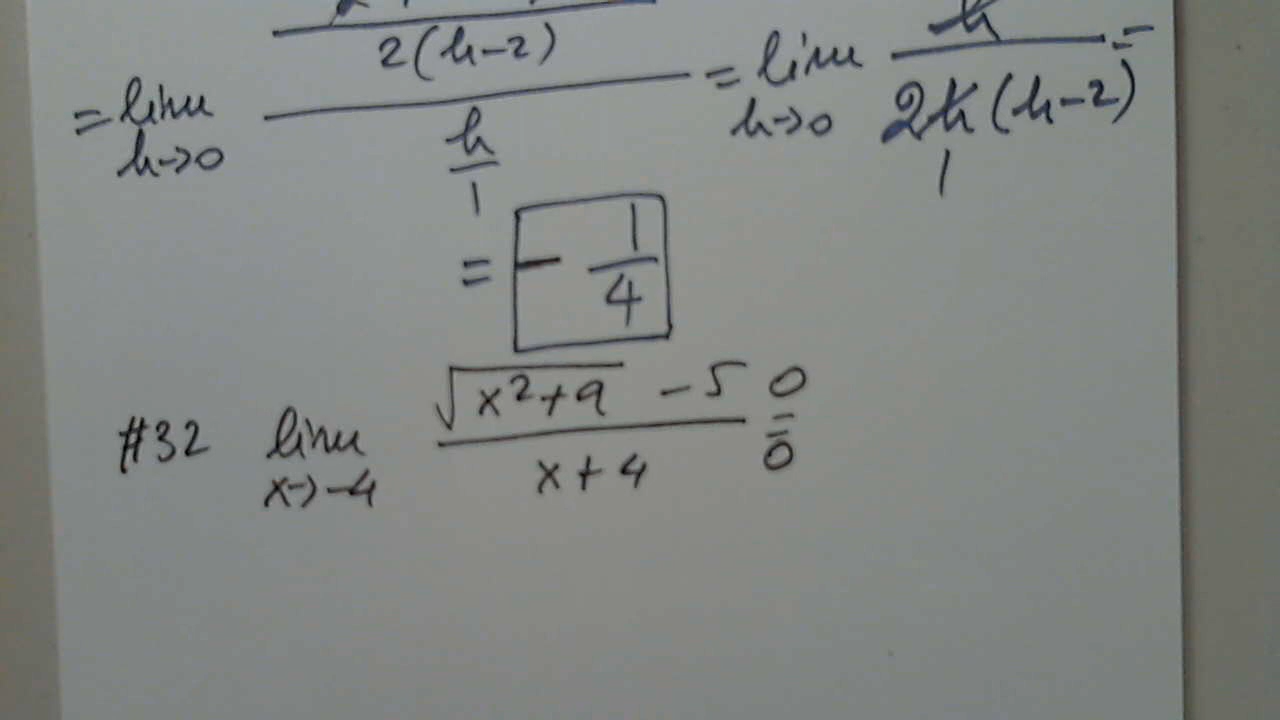 2(h-2)
= lim = lim h =
h→0 h h→0 2h(h-2)
1 1
= - 1
4
#32 lim √x²+9 - 5 0
x→-4 x+4 0